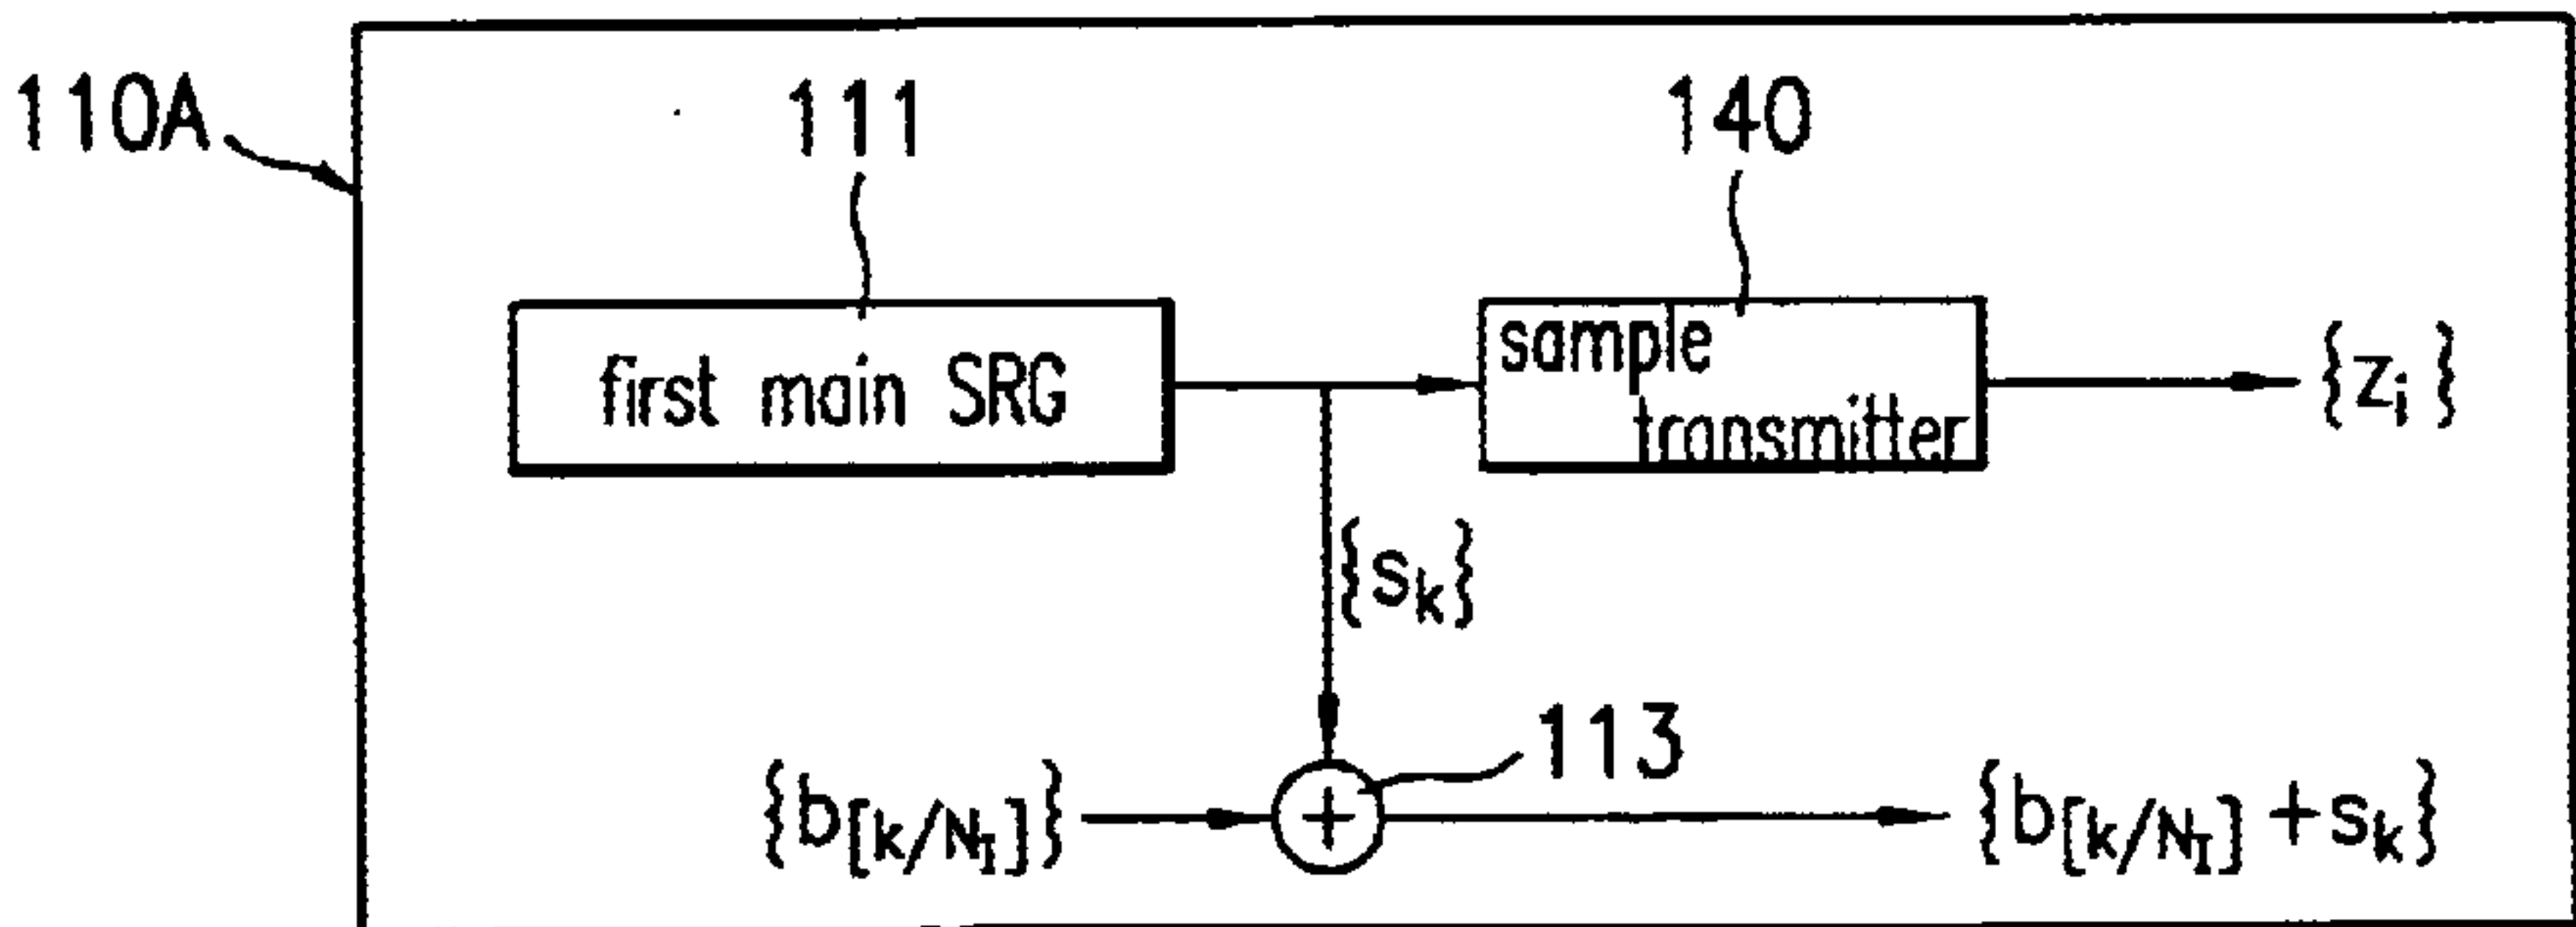 110A
111
140
first main SRG
sample
transmitter
{z_i}
{s_k}
113
{b_[k/N_I]}
+
{b_[k/N_I]+s_k}